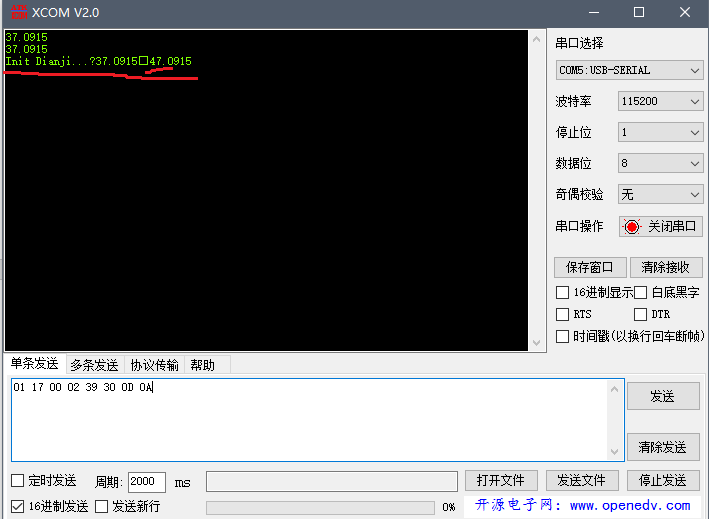 XCOM V2.0
37.0915
37.0915
Init Dianji...?37.0915□47.0915
串口选择
COM5:USB-SERIAL
波特率 115200
停止位 1
数据位 8
奇偶校验 无
串口操作 关闭串口
保存窗口 清除接收
16进制显示 白底黑字
RTS DTR
时间戳(以换行回车断帧)
单条发送 多条发送 协议传输 帮助
01 17 00 02 39 30 0D 0A
发送
清除发送
定时发送 周期: 2000 ms 打开文件 发送文件 停止发送
16进制发送 发送新行 0% 开源电子网: www.openedv.com